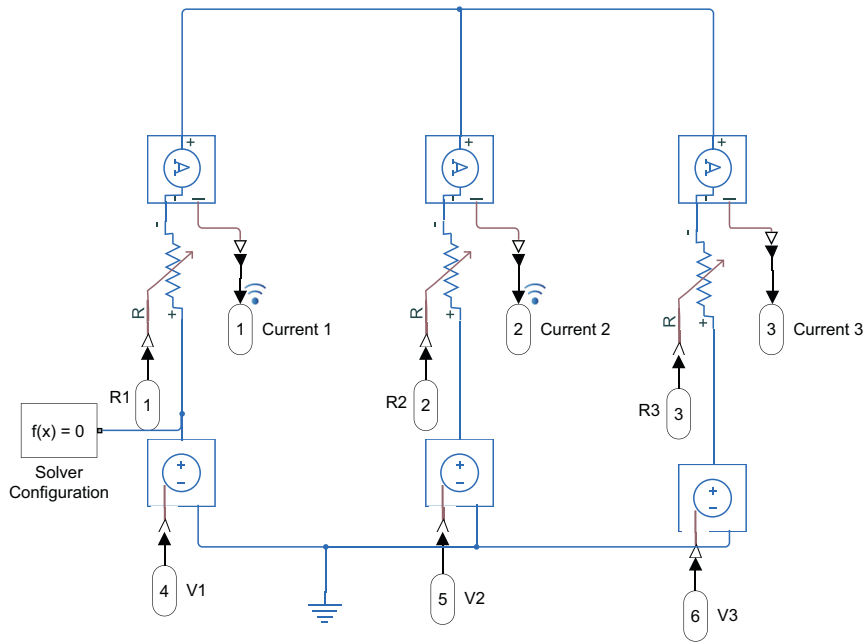 +
+
+
A
A
A
R
+
1
Current 1
R
+
2
Current 2
R
+
3
Current 3
R1
1
R2
2
R3
3
f(x) = 0
Solver
Configuration
+
−
+
−
+
−
4
V1
5
V2
6
V3